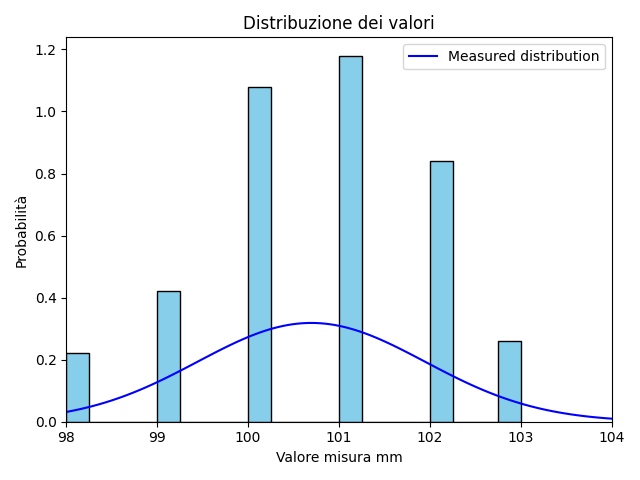 Distribuzione dei valori
Measured distribution
Probabilità
1.2
1.0
0.8
0.6
0.4
0.2
0.0
98 99 100 101 102 103 104
Valore misura mm